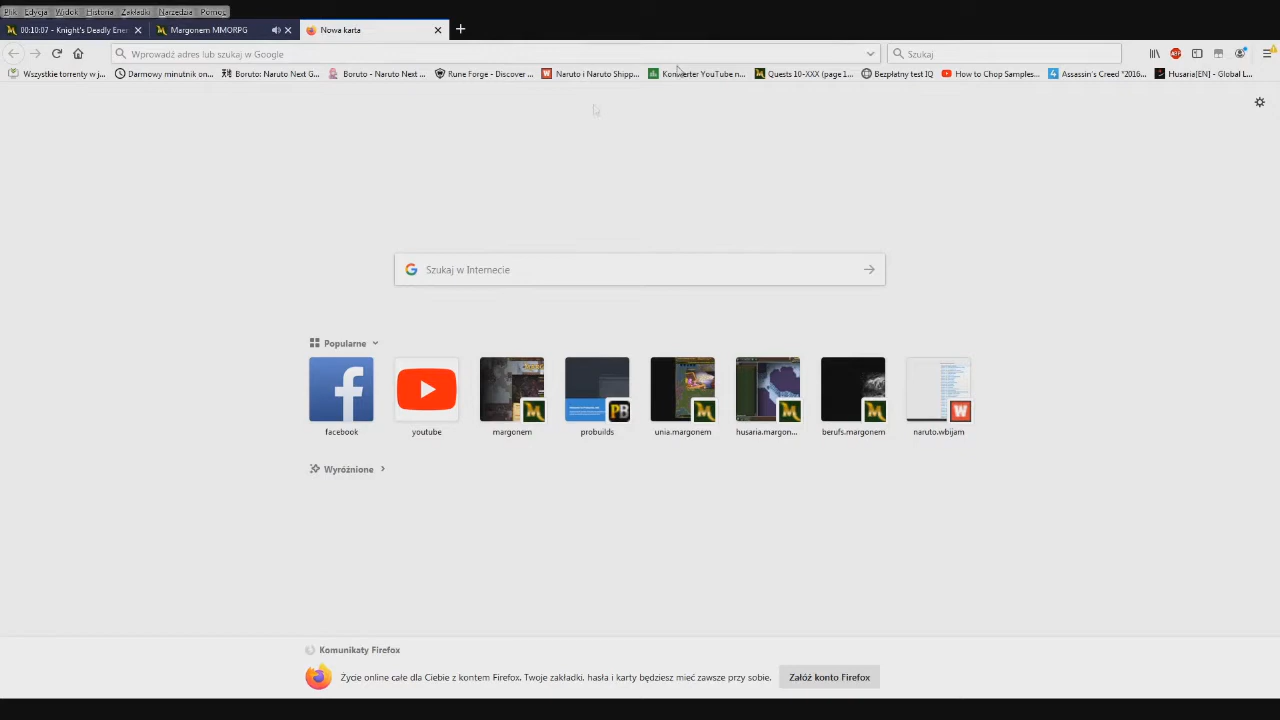 Plik Edycja Widok Historia Zakładki Narzędzia Pomoc
00:10:07 - Knight's Deadly Ene Margonem MMORPG Nowa karta
Wprowadź adres lub szukaj w Google Szukaj
Wszystkie torrenty w j... Darmowy minutnik on... Boruto: Naruto Next G... Boruto - Naruto Next ... Rune Forge - Discover ... Naruto i Naruto Shipp... Konwerter YouTube n... Quests 10-XXX (page 1... Bezpłatny test IQ How to Chop Samples... Assassin's Creed *2016... Husaria[EN] - Global L...
Szukaj w Internecie
Popularne
PB W
facebook youtube margonem probuilds unia.margonem husaria.margon... berufs.margonem naruto.wbijam
Wyróżnione
Komunikaty Firefox
Życie online całe dla Ciebie z kontem Firefox. Twoje zakładki, hasła i karty będziesz mieć zawsze przy sobie. Załóż konto Firefox